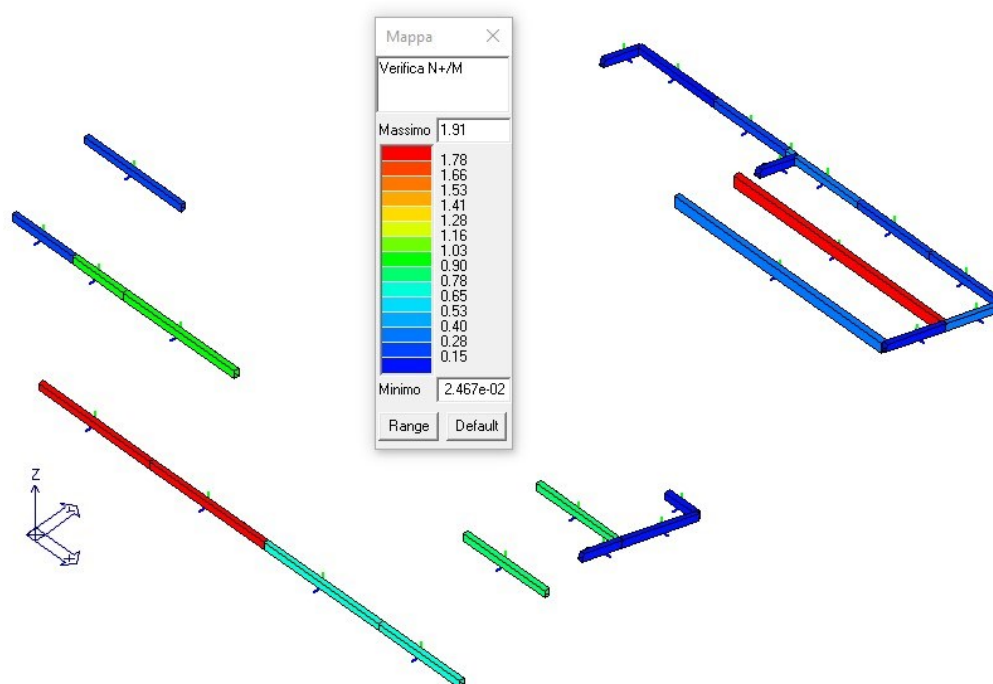 Mappa
Verifica N+/M
Massimo 1.91
1.78
1.66
1.53
1.41
1.28
1.16
1.03
0.90
0.78
0.65
0.53
0.40
0.28
0.15
Minimo 2.467e-02
Range Default
Z